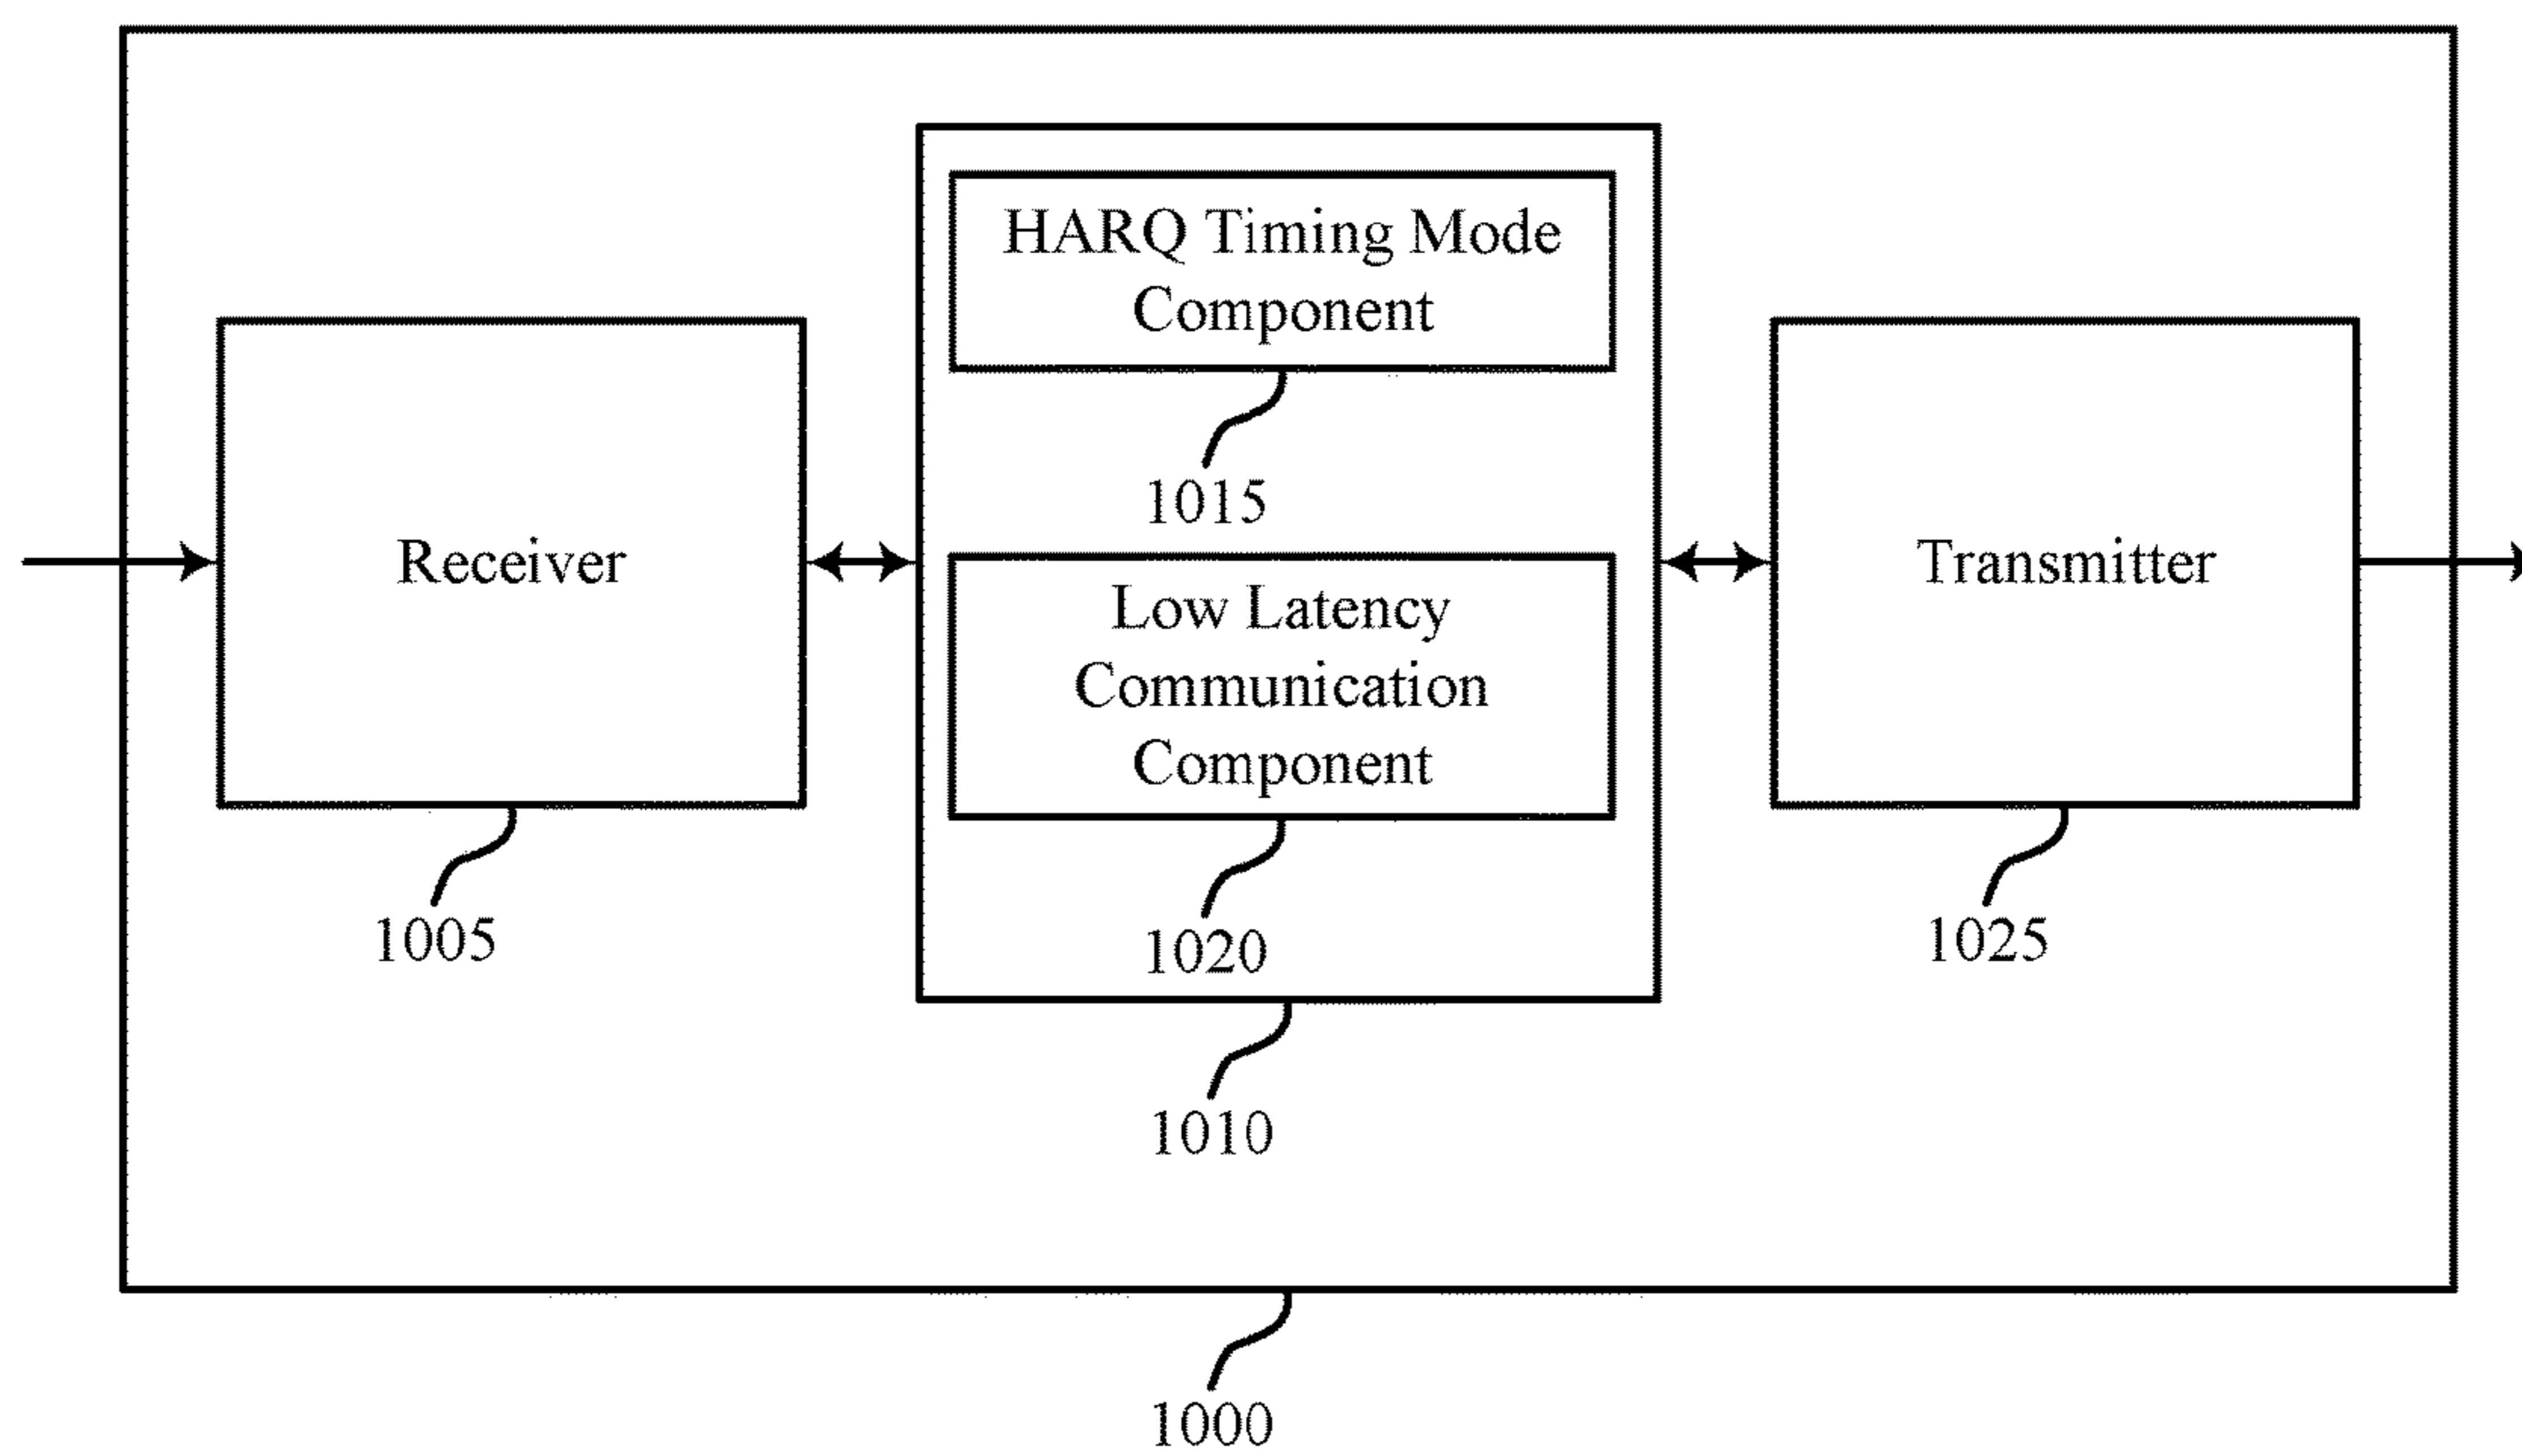 HARQ Timing Mode
Component
1015
Receiver
1005
Low Latency
Communication
Component
1020
Transmitter
1025
1010
1000